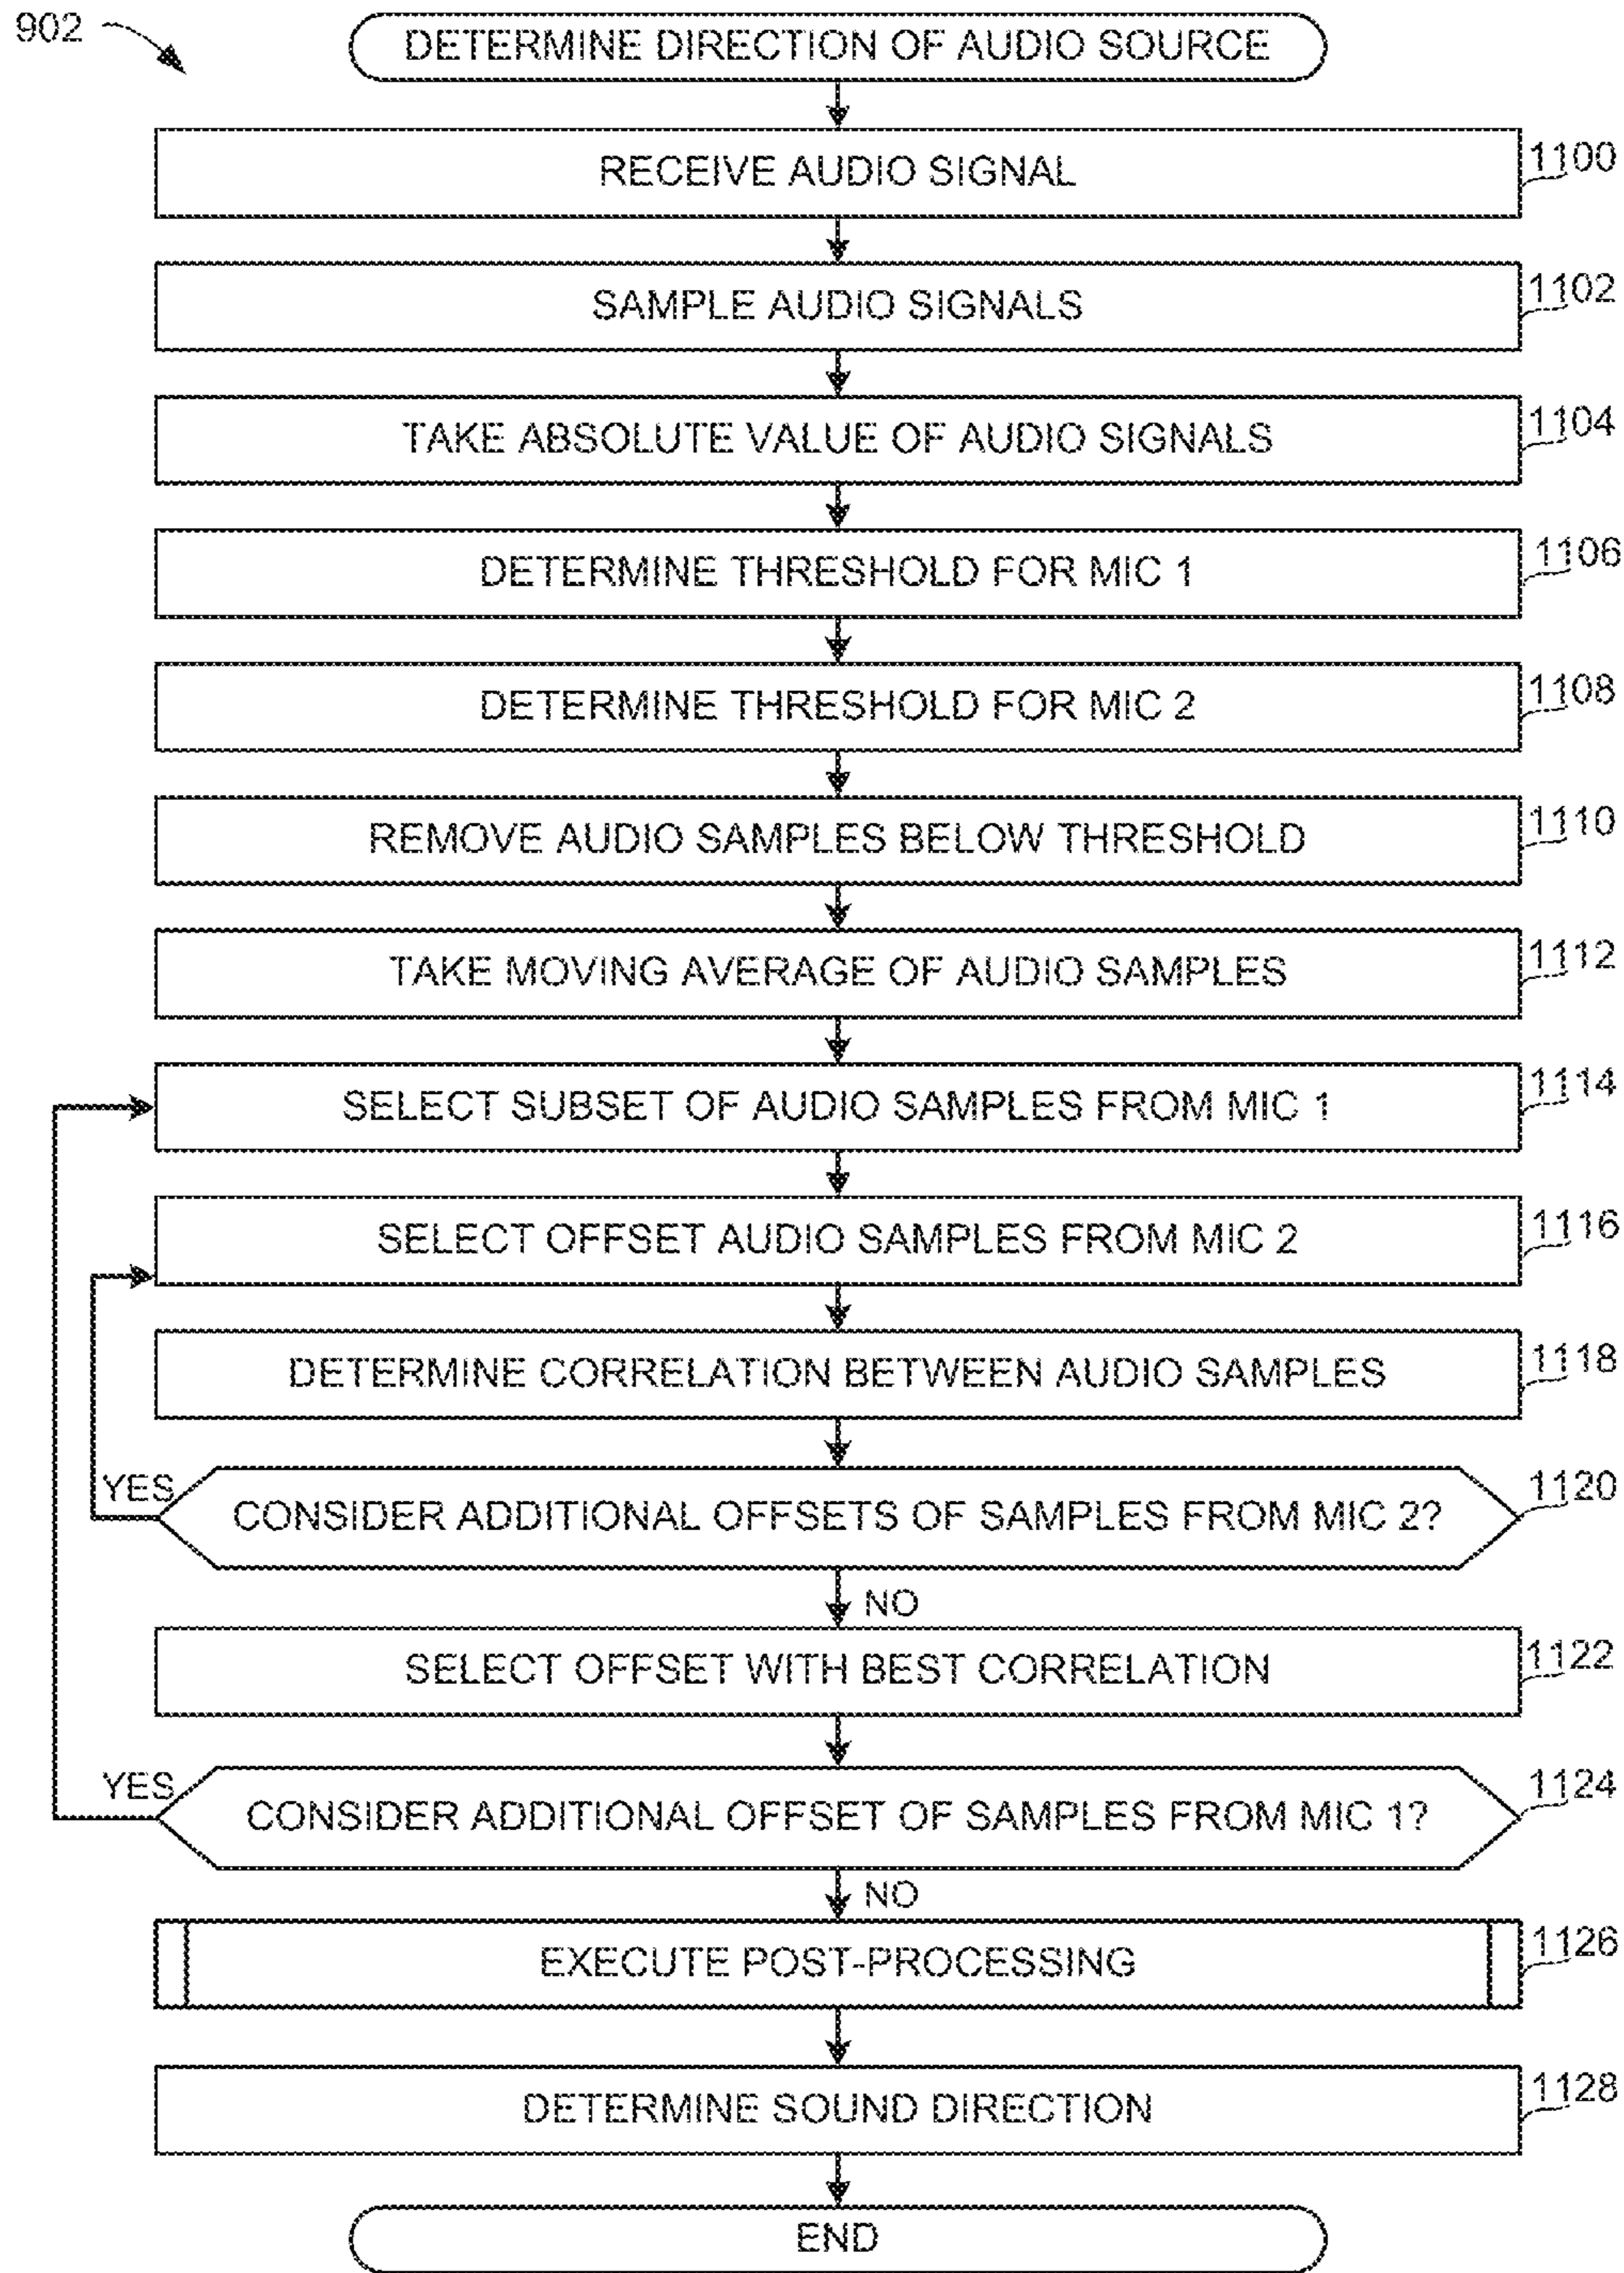 902
DETERMINE DIRECTION OF AUDIO SOURCE
RECEIVE AUDIO SIGNAL
1100
SAMPLE AUDIO SIGNALS
1102
TAKE ABSOLUTE VALUE OF AUDIO SIGNALS
1104
DETERMINE THRESHOLD FOR MIC 1
1106
DETERMINE THRESHOLD FOR MIC 2
1108
REMOVE AUDIO SAMPLES BELOW THRESHOLD
1110
TAKE MOVING AVERAGE OF AUDIO SAMPLES
1112
SELECT SUBSET OF AUDIO SAMPLES FROM MIC 1
1114
SELECT OFFSET AUDIO SAMPLES FROM MIC 2
1116
DETERMINE CORRELATION BETWEEN AUDIO SAMPLES
1118
YES
CONSIDER ADDITIONAL OFFSETS OF SAMPLES FROM MIC 2?
1120
NO
SELECT OFFSET WITH BEST CORRELATION
1122
YES
CONSIDER ADDITIONAL OFFSET OF SAMPLES FROM MIC 1?
1124
NO
EXECUTE POST-PROCESSING
1126
DETERMINE SOUND DIRECTION
1128
END